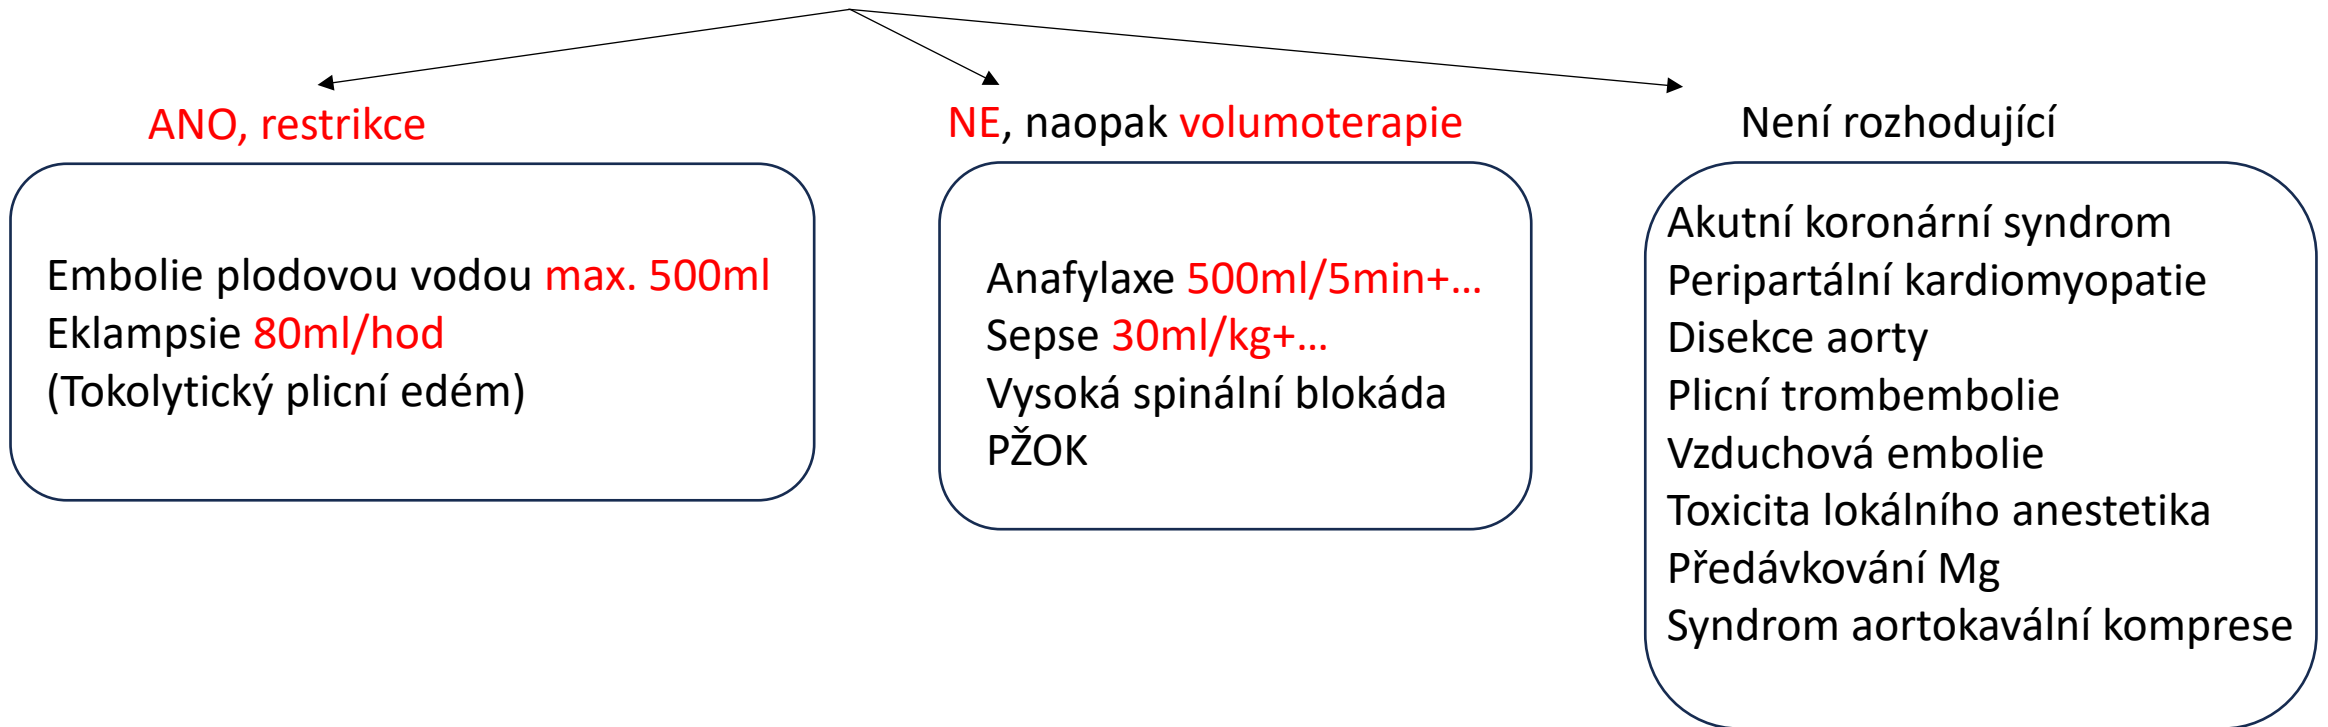 ANO, restrikce
Embolie plodovou vodou max. 500ml
Eklampsie 80ml/hod
(Tokolytický plicní edém)
NE, naopak volumoterapie
Anafylaxe 500ml/5min+...
Sepse 30ml/kg+...
Vysoká spinální blokáda
PŽOK
Není rozhodující
Akutní koronární syndrom
Peripartální kardiomyopatie
Disekce aorty
Plicní trombembolie
Vzduchová embolie
Toxicita lokálního anestetika
Předávkování Mg
Syndrom aortokavální komprese